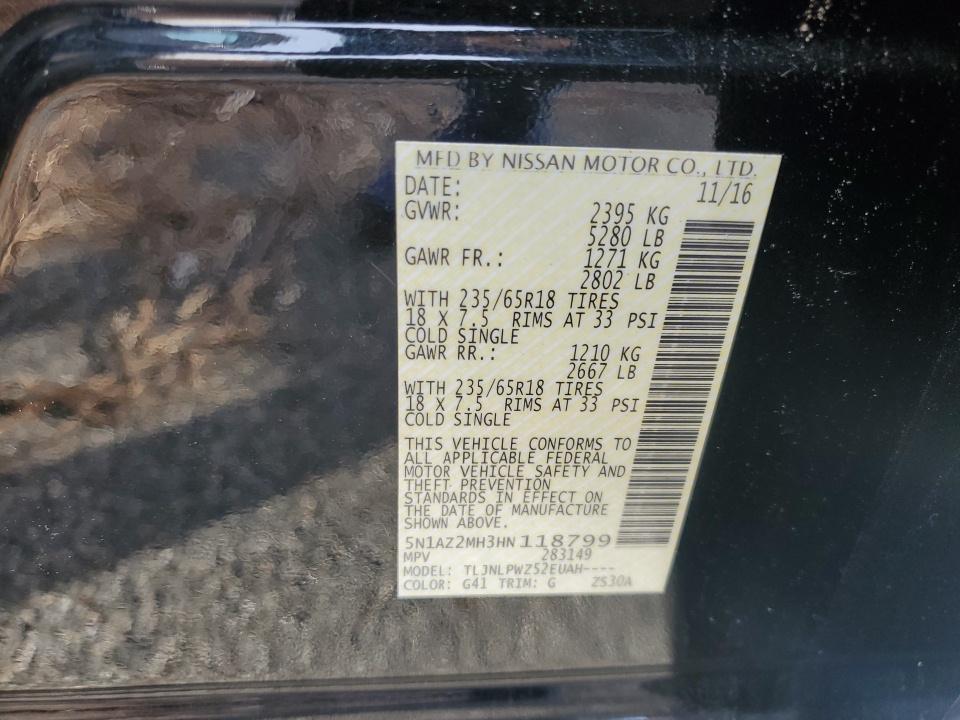 MFD BY NISSAN MOTOR CO., LTD.
DATE: 11/16
GVWR: 2395 KG
5280 LB
GAWR FR.: 1271 KG
2802 LB
WITH 235/65R18 TIRES
18 X 7.5 RIMS AT 33 PSI
COLD SINGLE
GAWR RR.: 1210 KG
2667 LB
WITH 235/65R18 TIRES
18 X 7.5 RIMS AT 33 PSI
COLD SINGLE
THIS VEHICLE CONFORMS TO
ALL APPLICABLE FEDERAL
MOTOR VEHICLE SAFETY AND
THEFT PREVENTION
STANDARDS IN EFFECT ON
THE DATE OF MANUFACTURE
SHOWN ABOVE.
5N1AZ2MH3HN118799
MPV 283149
MODEL: TLJNLPWZ52EUAH----
COLOR: G41 TRIM: G ZS30A